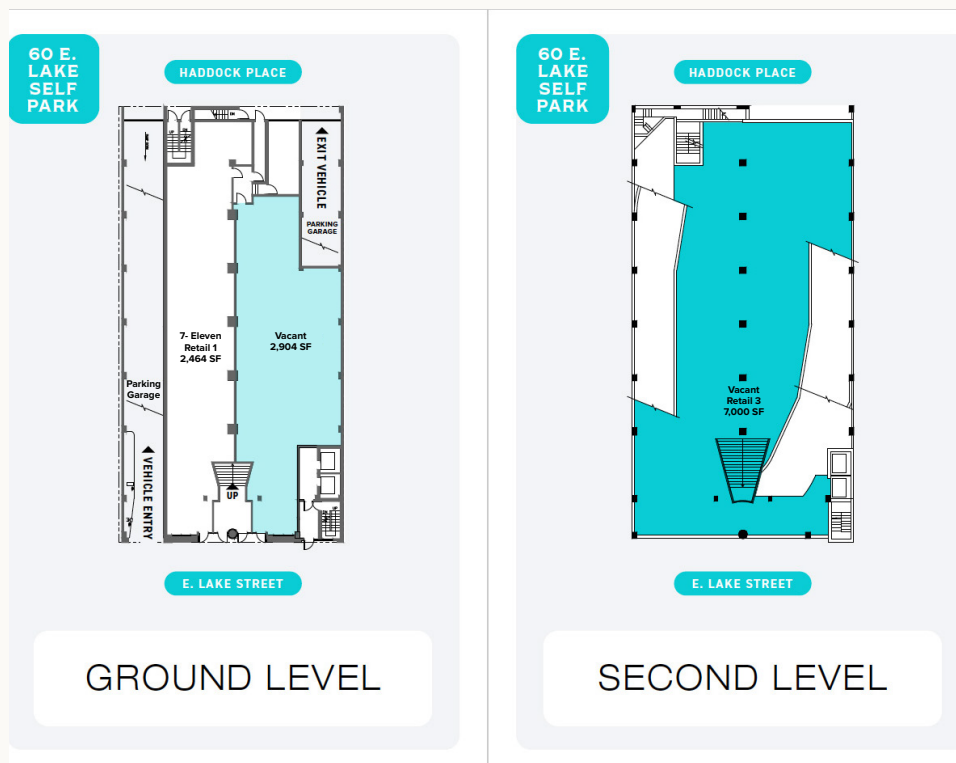 60 E.
LAKE
SELF
PARK
HADDOCK PLACE
EXIT VEHICLE
PARKING
GARAGE
7- Eleven
Retail 1
2,464 SF
Vacant
2,904 SF
Parking
Garage
VEHICLE ENTRY
UP
E. LAKE STREET
GROUND LEVEL
60 E.
LAKE
SELF
PARK
HADDOCK PLACE
Vacant
Retail 3
7,000 SF
E. LAKE STREET
SECOND LEVEL